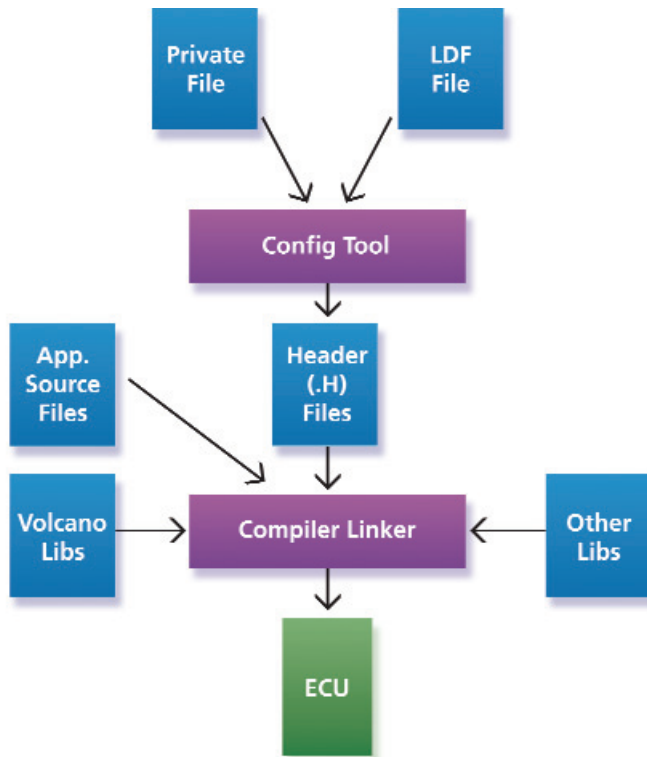 Private
File
LDF
File
Config Tool
App.
Source
Files
Header
(.H)
Files
Volcano
Libs
Compiler Linker
Other
Libs
ECU